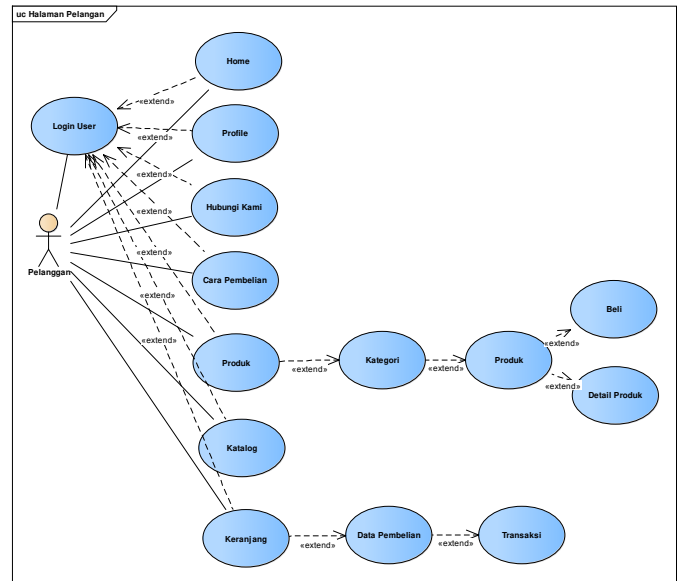 uc Halaman Pelangan
Home
«extend»
Login User
Profile
«extend»
«extend»
Hubungi Kami
«extend»
Pelanggan
Cara Pembelian
«extend»
«extend»
Beli
«extend»
«extend»
Produk
«extend»
Kategori
«extend»
Produk
«extend»
Detail Produk
Katalog
Keranjang
«extend»
Data Pembelian
«extend»
Transaksi